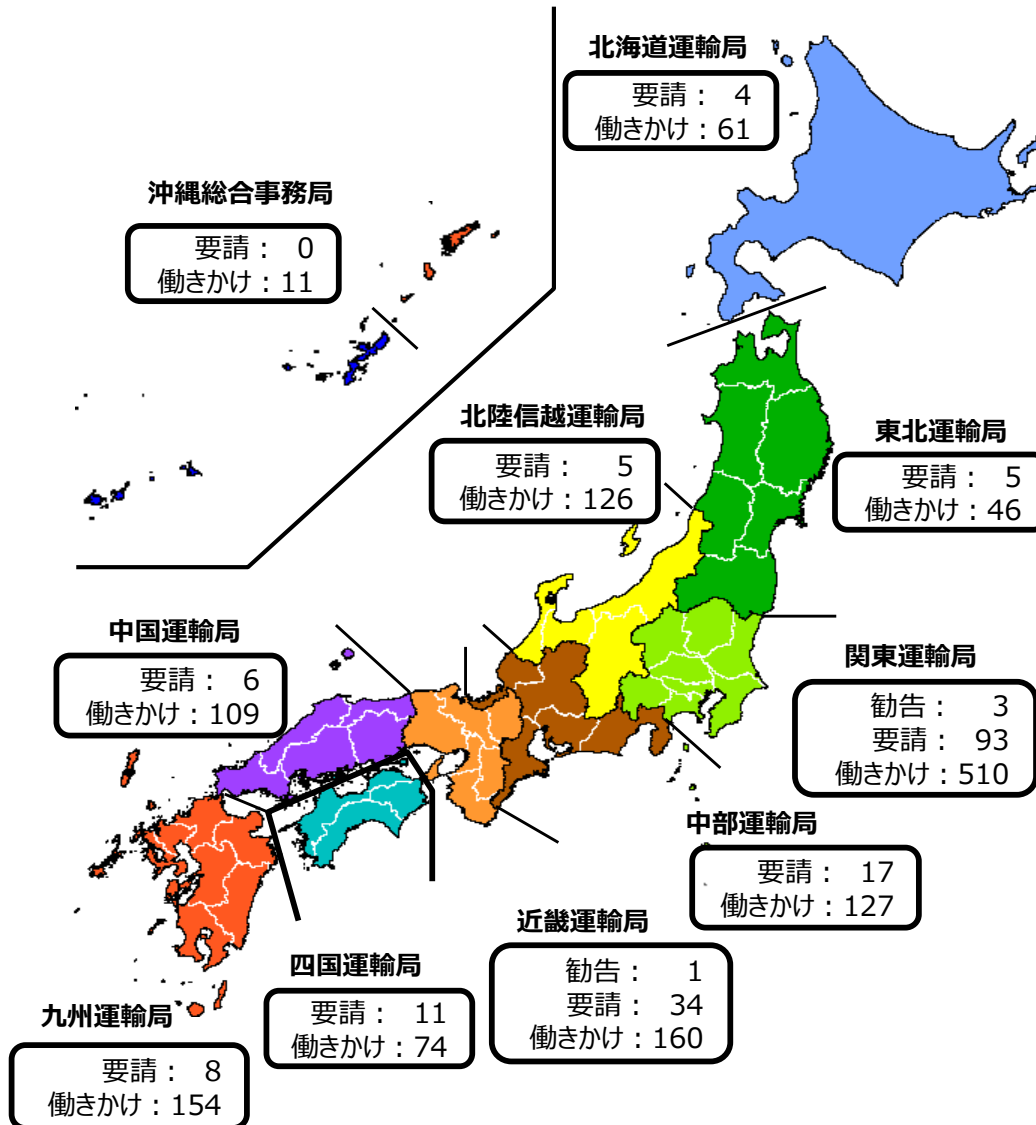 北海道運輸局
要請： 4
働きかけ：61
沖縄総合事務局
要請： 0
働きかけ：11
北陸信越運輸局
要請： 5
働きかけ：126
東北運輸局
要請： 5
働きかけ：46
中国運輸局
要請： 6
働きかけ：109
関東運輸局
勧告： 3
要請： 93
働きかけ：510
中部運輸局
要請： 17
働きかけ：127
近畿運輸局
勧告： 1
要請： 34
働きかけ：160
四国運輸局
要請： 11
働きかけ：74
九州運輸局
要請： 8
働きかけ：154